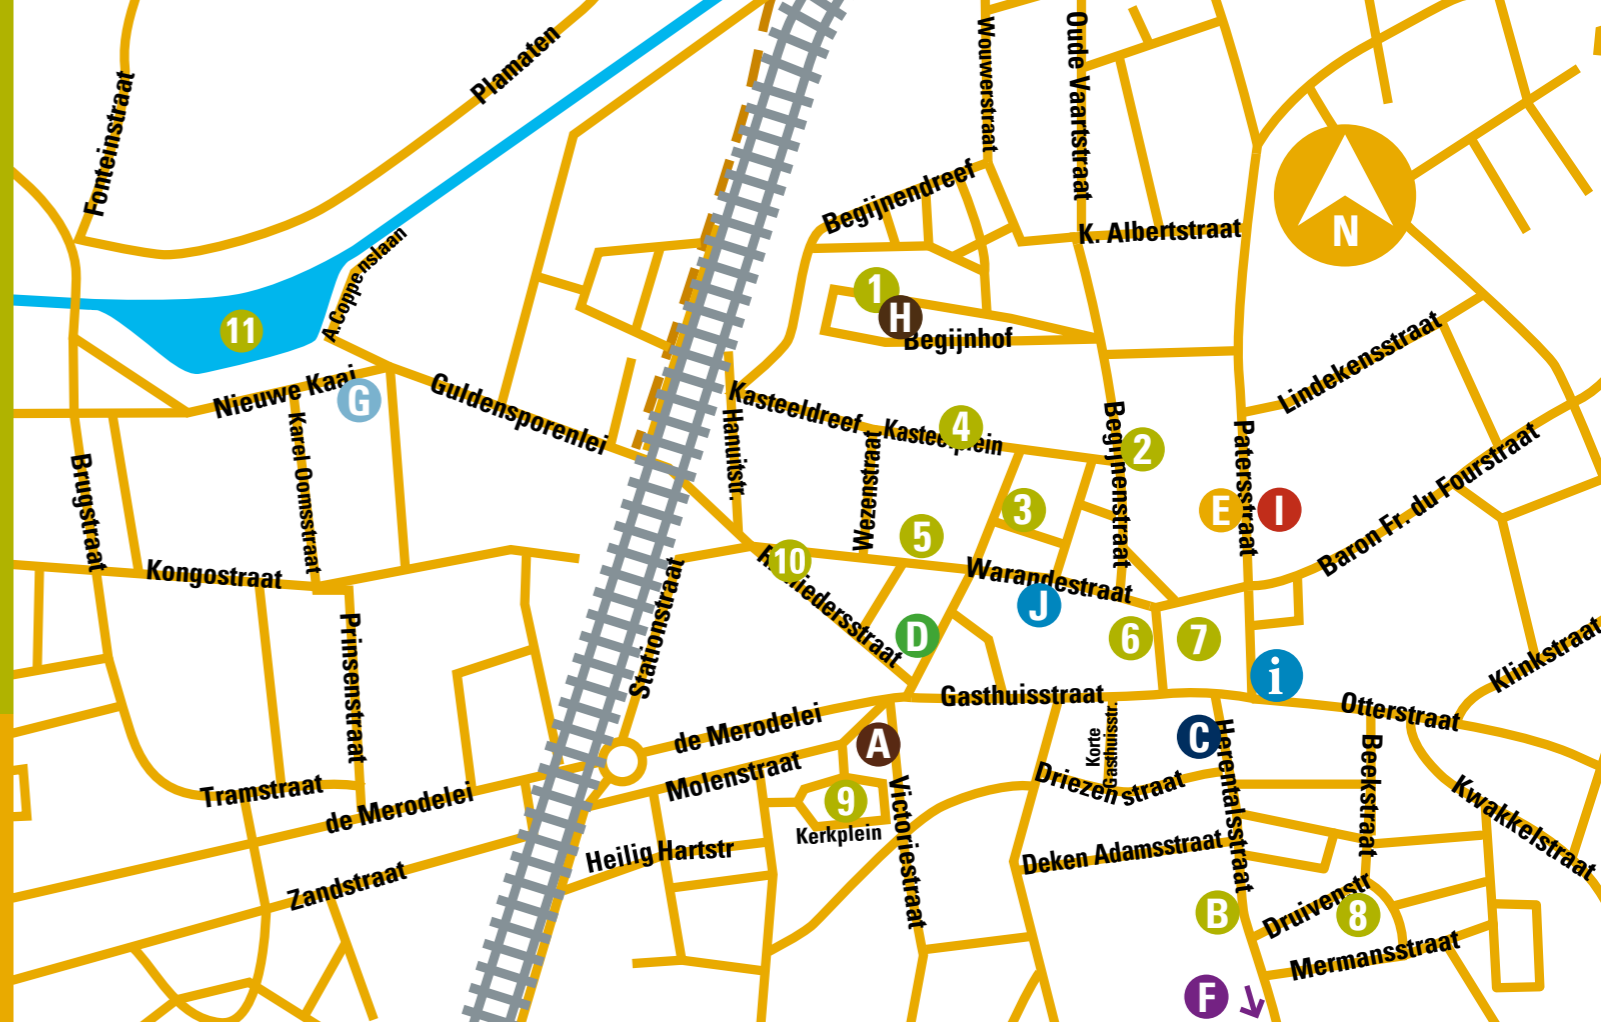 Plamaten
Fonteinstraat
Wouwerstraat
Oude Vaartstraat
Begijnendreef
K. Albertstraat
N
A.Coppenslaan
11
1
H
Begijnhof
Lindekensstraat
Nieuwe Kaai
G
Guldensporenlei
Kasteeldreef
Kasteelplein
4
Hanuitstr.
Karel Oomsstraat
Wezenstraat
Begijnenstraat
2
Patersstraat
E
I
Baron Fr. du Fourstraat
Brugstraat
3
5
10
Kongostraat
Warandestraat
J
Stationstraat
D
6
7
Prinsenstraat
i
Klinkstraat
Gasthuisstraat
Otterstraat
de Merodelei
A
Korte
Gasthuisstr.
C
Herentalsstraat
Beekstraat
Molenstraat
Driezenstraat
Tramstraat
de Merodelei
9
Kerkplein
Victoriestraat
Kwakkelstraat
Heilig Hartstr
Deken Adamsstraat
Zandstraat
B
Druivenstr
8
Mermansstraat
F